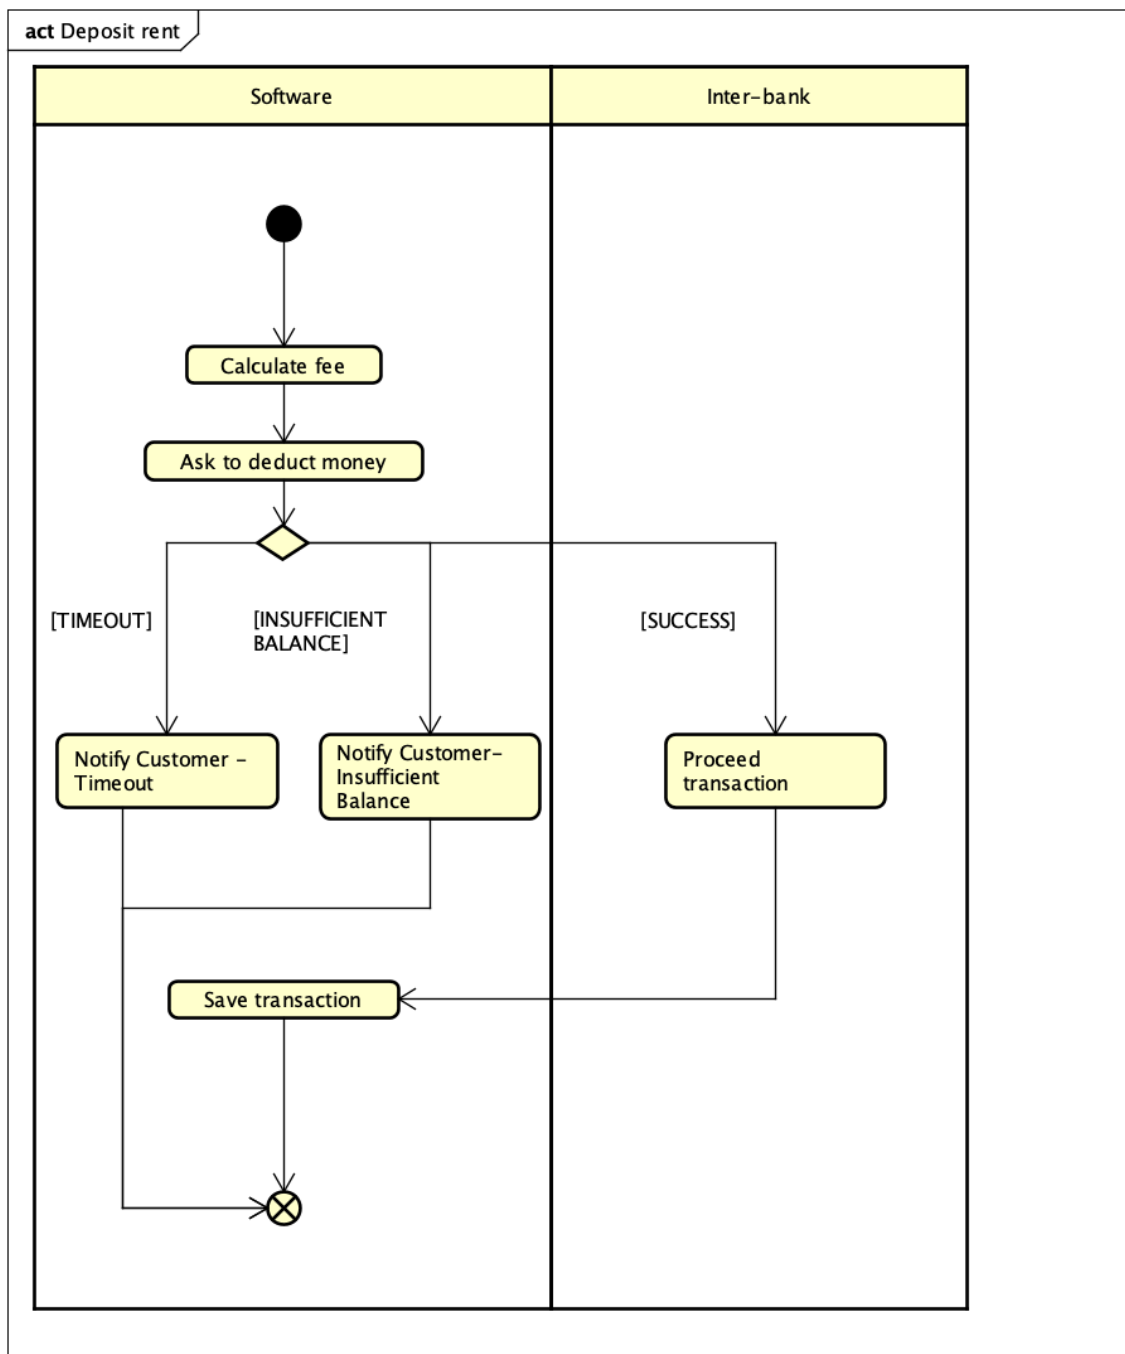 act Deposit rent
Software
Inter-bank
Calculate fee
Ask to deduct money
[TIMEOUT]
[INSUFFICIENT
BALANCE]
[SUCCESS]
Notify Customer -
Timeout
Notify Customer-
Insufficient
Balance
Proceed
transaction
Save transaction